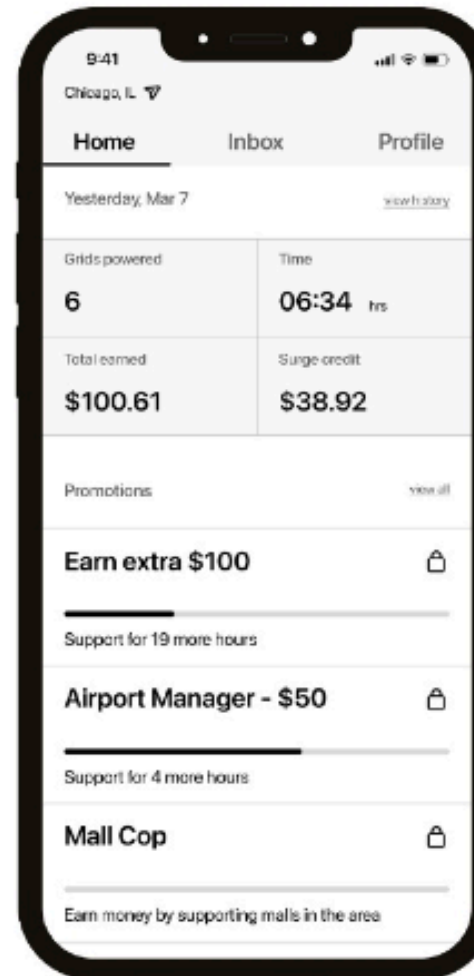 9:41
Chicago, IL
Home Inbox Profile
Yesterday, Mar 7 view history
Grids powered Time
6 06:34 hrs
Total earned Surge credit
$100.61 $38.92
Promotions view all
Earn extra $100
Support for 19 more hours
Airport Manager - $50
Support for 4 more hours
Mall Cop
Earn money by supporting malls in the area